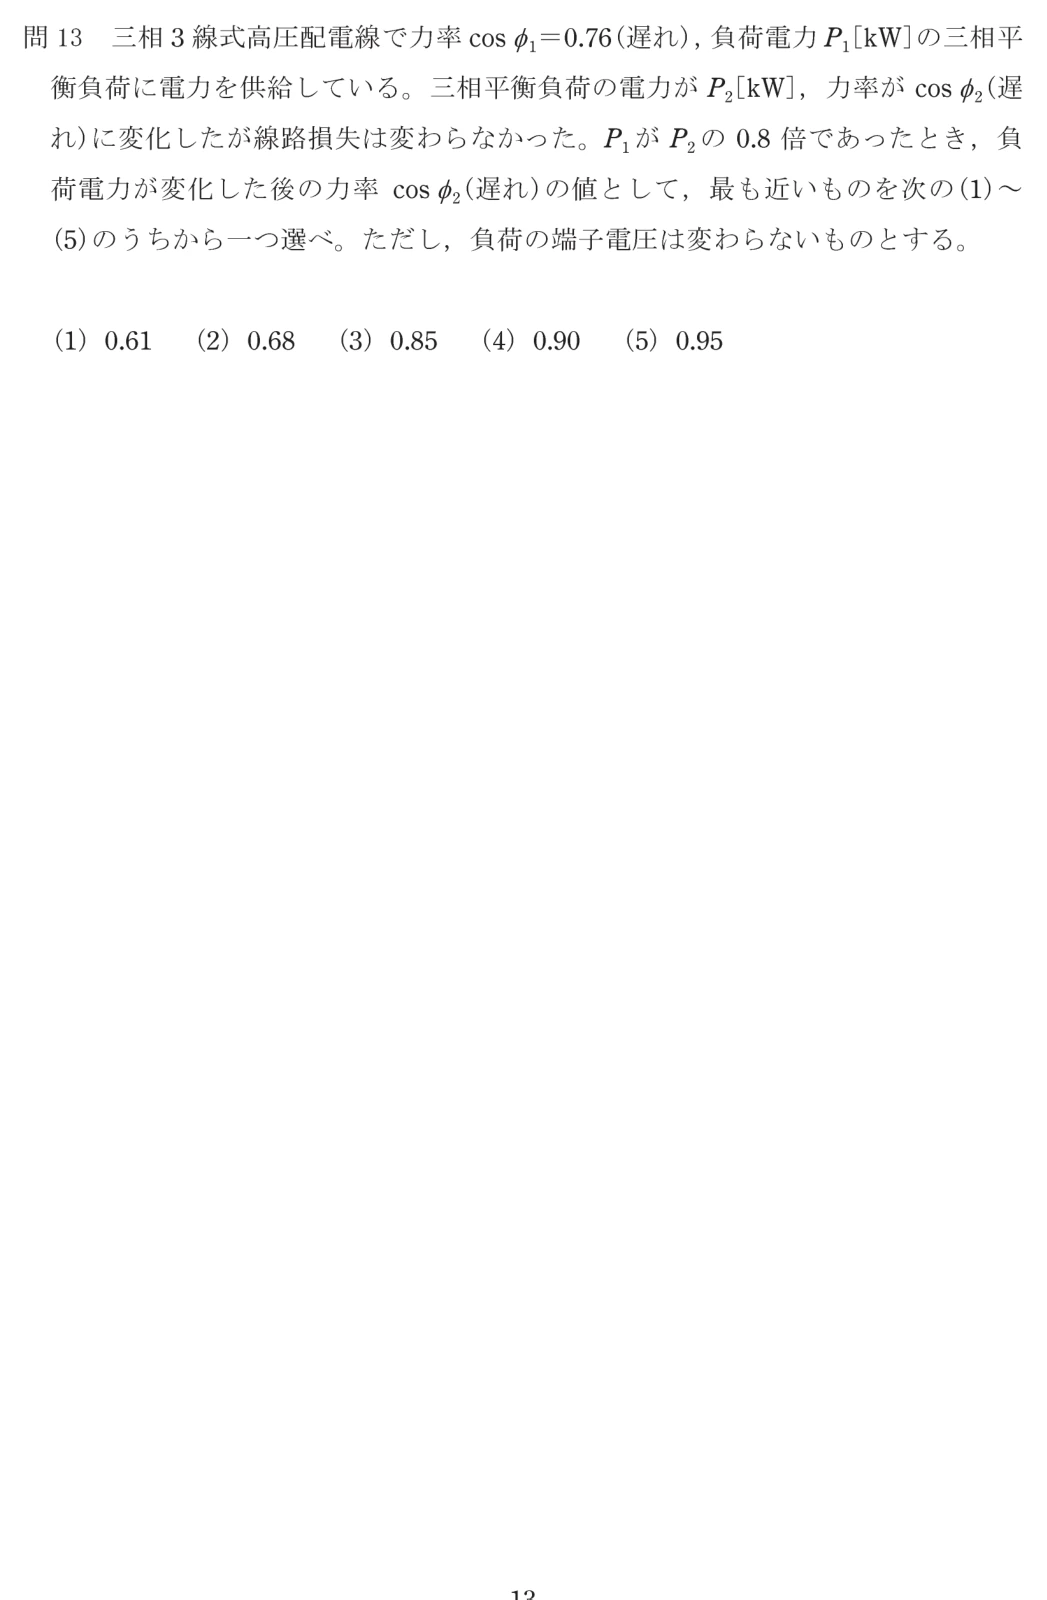 問 13　三相 3 線式高圧配電線で力率 cos ϕ₁＝0.76(遅れ)，負荷電力 P₁[kW]の三相平
衡負荷に電力を供給している。三相平衡負荷の電力が P₂[kW]，力率が cos ϕ₂(遅
れ)に変化したが線路損失は変わらなかった。P₁が P₂の 0.8 倍であったとき，負
荷電力が変化した後の力率 cos ϕ₂(遅れ)の値として，最も近いものを次の(1)～
(5)のうちから一つ選べ。ただし，負荷の端子電圧は変わらないものとする。
(1) 0.61　(2) 0.68　(3) 0.85　(4) 0.90　(5) 0.95
13